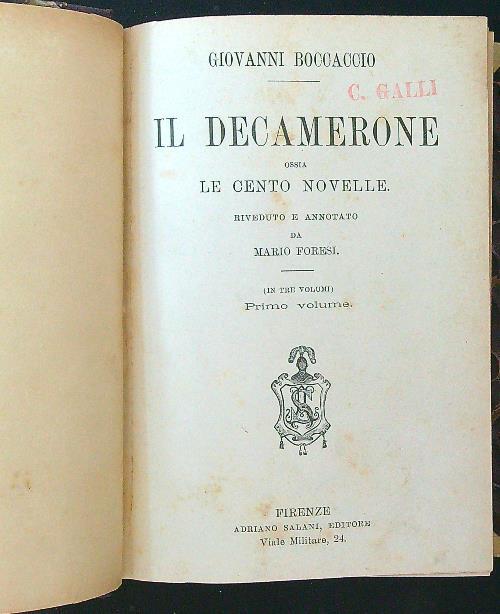 GIOVANNI BOCCACCIO
C. GALLI
IL DECAMERONE
OSSIA
LE CENTO NOVELLE.
RIVEDUTO E ANNOTATO
DA
MARIO FORESI.
(IN TRE VOLUMI)
Primo volume.
FIRENZE
ADRIANO SALANI, EDITORE
Viale Militare, 24.